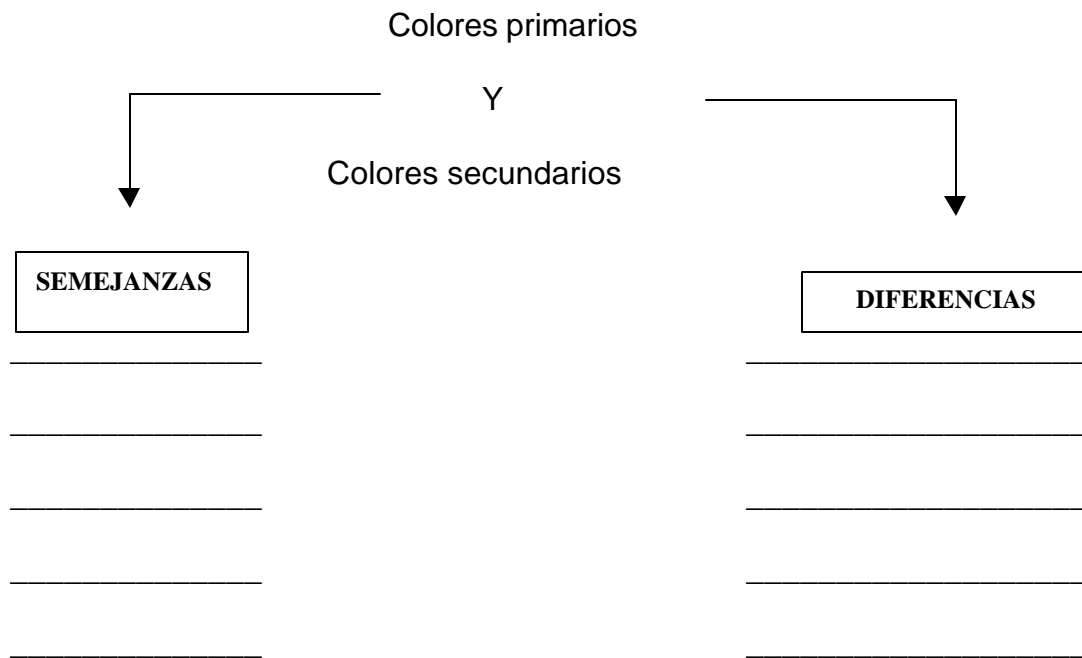 Colores primarios
Y
Colores secundarios
SEMEJANZAS
DIFERENCIAS